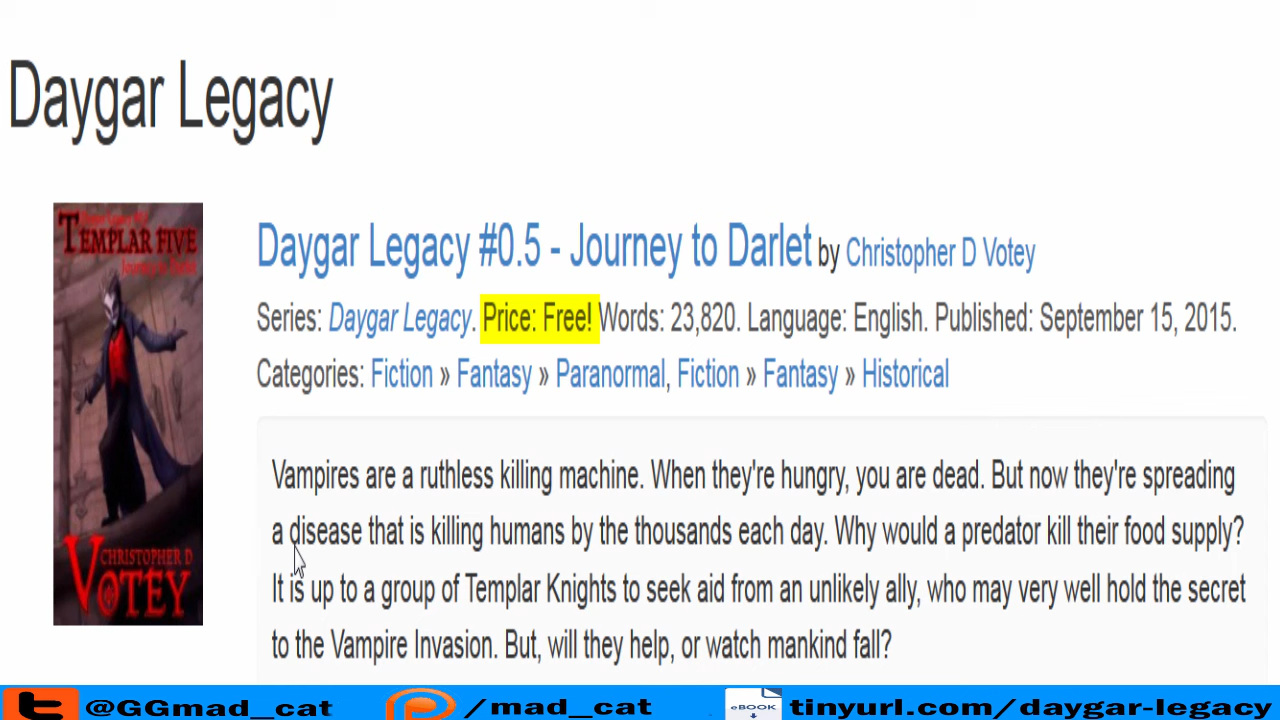 Daygar Legacy
TEMPLAR FIVE
Journey to Darlet
CHRISTOPHER D
VOTEY
Daygar Legacy #0.5 - Journey to Darlet by Christopher D Votey
Series: Daygar Legacy. Price: Free! Words: 23,820. Language: English. Published: September 15, 2015.
Categories: Fiction » Fantasy » Paranormal, Fiction » Fantasy » Historical
Vampires are a ruthless killing machine. When they're hungry, you are dead. But now they're spreading
a disease that is killing humans by the thousands each day. Why would a predator kill their food supply?
It is up to a group of Templar Knights to seek aid from an unlikely ally, who may very well hold the secret
to the Vampire Invasion. But, will they help, or watch mankind fall?
@GGmad_cat /mad_cat eBOOK tinyurl.com/daygar-legacy